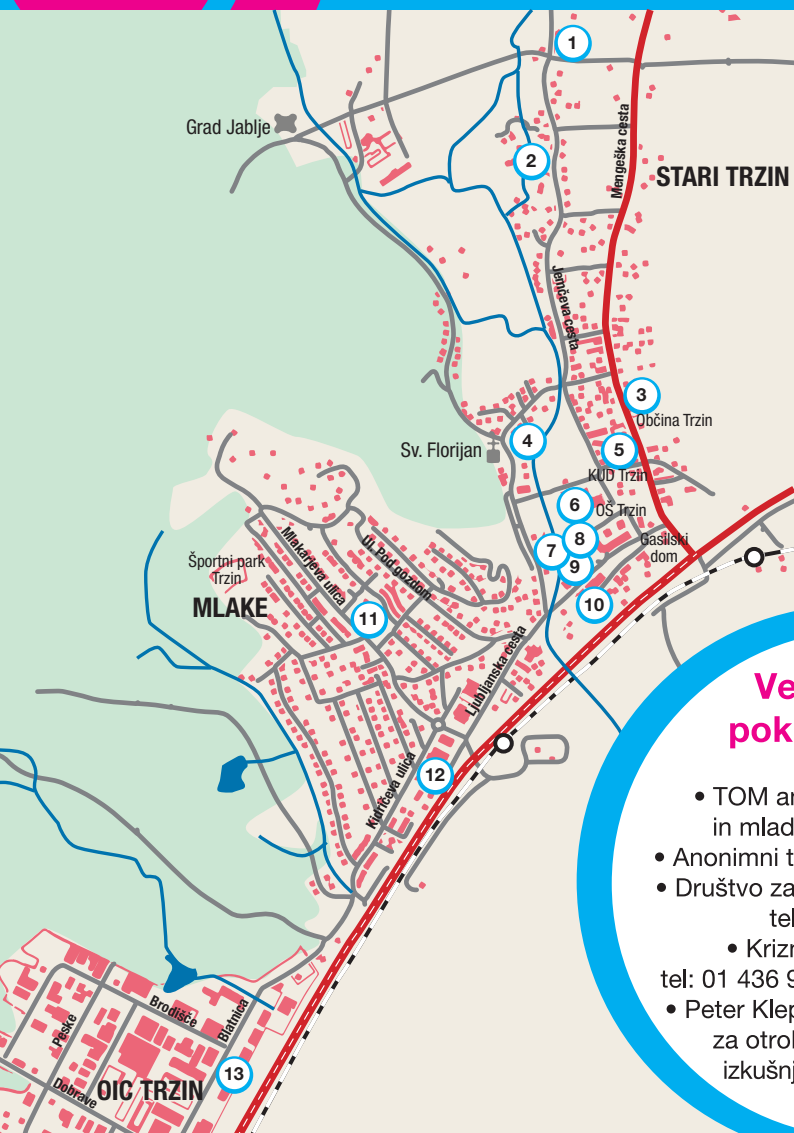 1
Grad Jablje
2
Mengeška cesta
STARI TRZIN
Jemčeva cesta
3
Občina Trzin
4
Sv. Florijan
5
KUD Trzin
6
OŠ Trzin
7
8
9
Gasilski
dom
10
Športni park
Trzin
MLAKE
Mlakarjeva ulica
Ul. Pod gozdom
11
Ljubljanska cesta
12
Kidričeva ulica
Ve
pok
• TOM a
in mlad
• Anonimni t
• Društvo za
tel
• Krizn
tel: 01 436 9
• Peter Klep
za otrok
izkušnj
Peske
Brodišče
Blatnica
Dobrave
OIC TRZIN
13